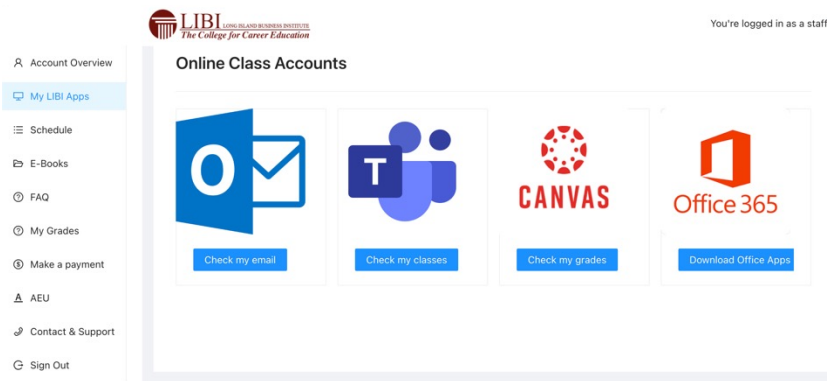 LIBI LONG ISLAND BUSINESS INSTITUTE
The College for Career Education
You're logged in as a staff
Account Overview
My LIBI Apps
Schedule
E-Books
FAQ
My Grades
Make a payment
AEU
Contact & Support
Sign Out
Online Class Accounts
O
T
CANVAS
Office 365
Check my email
Check my classes
Check my grades
Download Office Apps